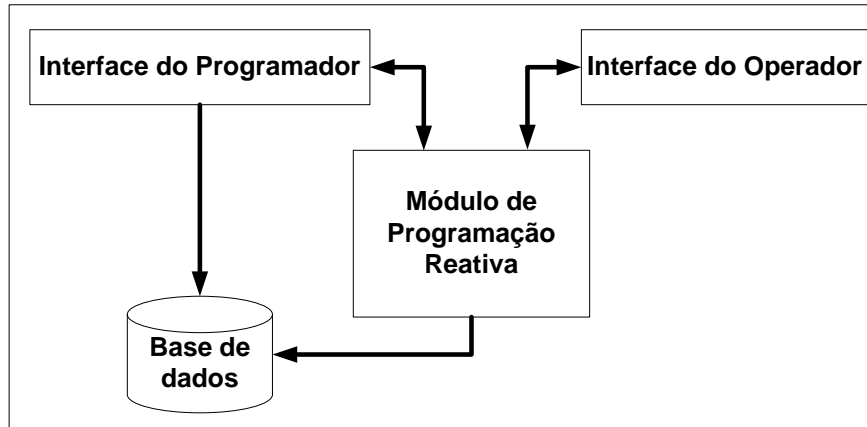 Interface do Programador
Interface do Operador
Módulo de
Programação
Reativa
Base de
dados